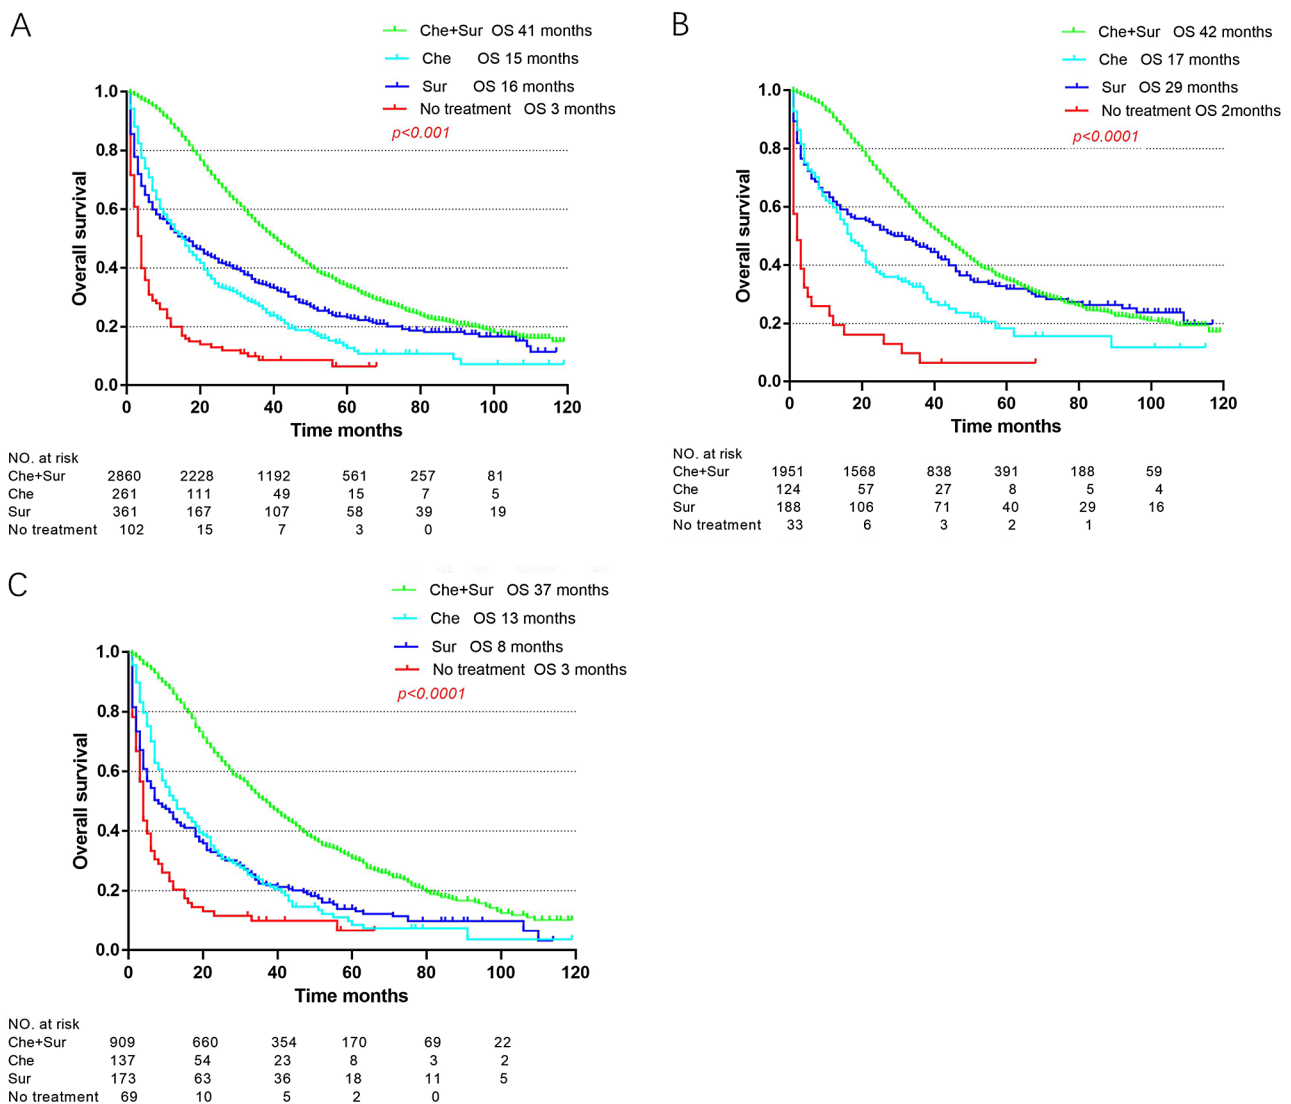 A
Che+Sur OS 41 months
Che OS 15 months
Sur OS 16 months
No treatment OS 3 months
p<0.001
Overall survival
1.0
0.8
0.6
0.4
0.2
0.0
0 20 40 60 80 100 120
Time months
NO. at risk
Che+Sur 2860 2228 1192 561 257 81
Che 261 111 49 15 7 5
Sur 361 167 107 58 39 19
No treatment 102 15 7 3 0
B
Che+Sur OS 42 months
Che OS 17 months
Sur OS 29 months
No treatment OS 2months
p<0.0001
Overall survival
1.0
0.8
0.6
0.4
0.2
0.0
0 20 40 60 80 100 120
Time months
NO. at risk
Che+Sur 1951 1568 838 391 188 59
Che 124 57 27 8 5 4
Sur 188 106 71 40 29 16
No treatment 33 6 3 2 1
C
Che+Sur OS 37 months
Che OS 13 months
Sur OS 8 months
No treatment OS 3 months
p<0.0001
Overall survival
1.0
0.8
0.6
0.4
0.2
0.0
0 20 40 60 80 100 120
Time months
NO. at risk
Che+Sur 909 660 354 170 69 22
Che 137 54 23 8 3 2
Sur 173 63 36 18 11 5
No treatment 69 10 5 2 0